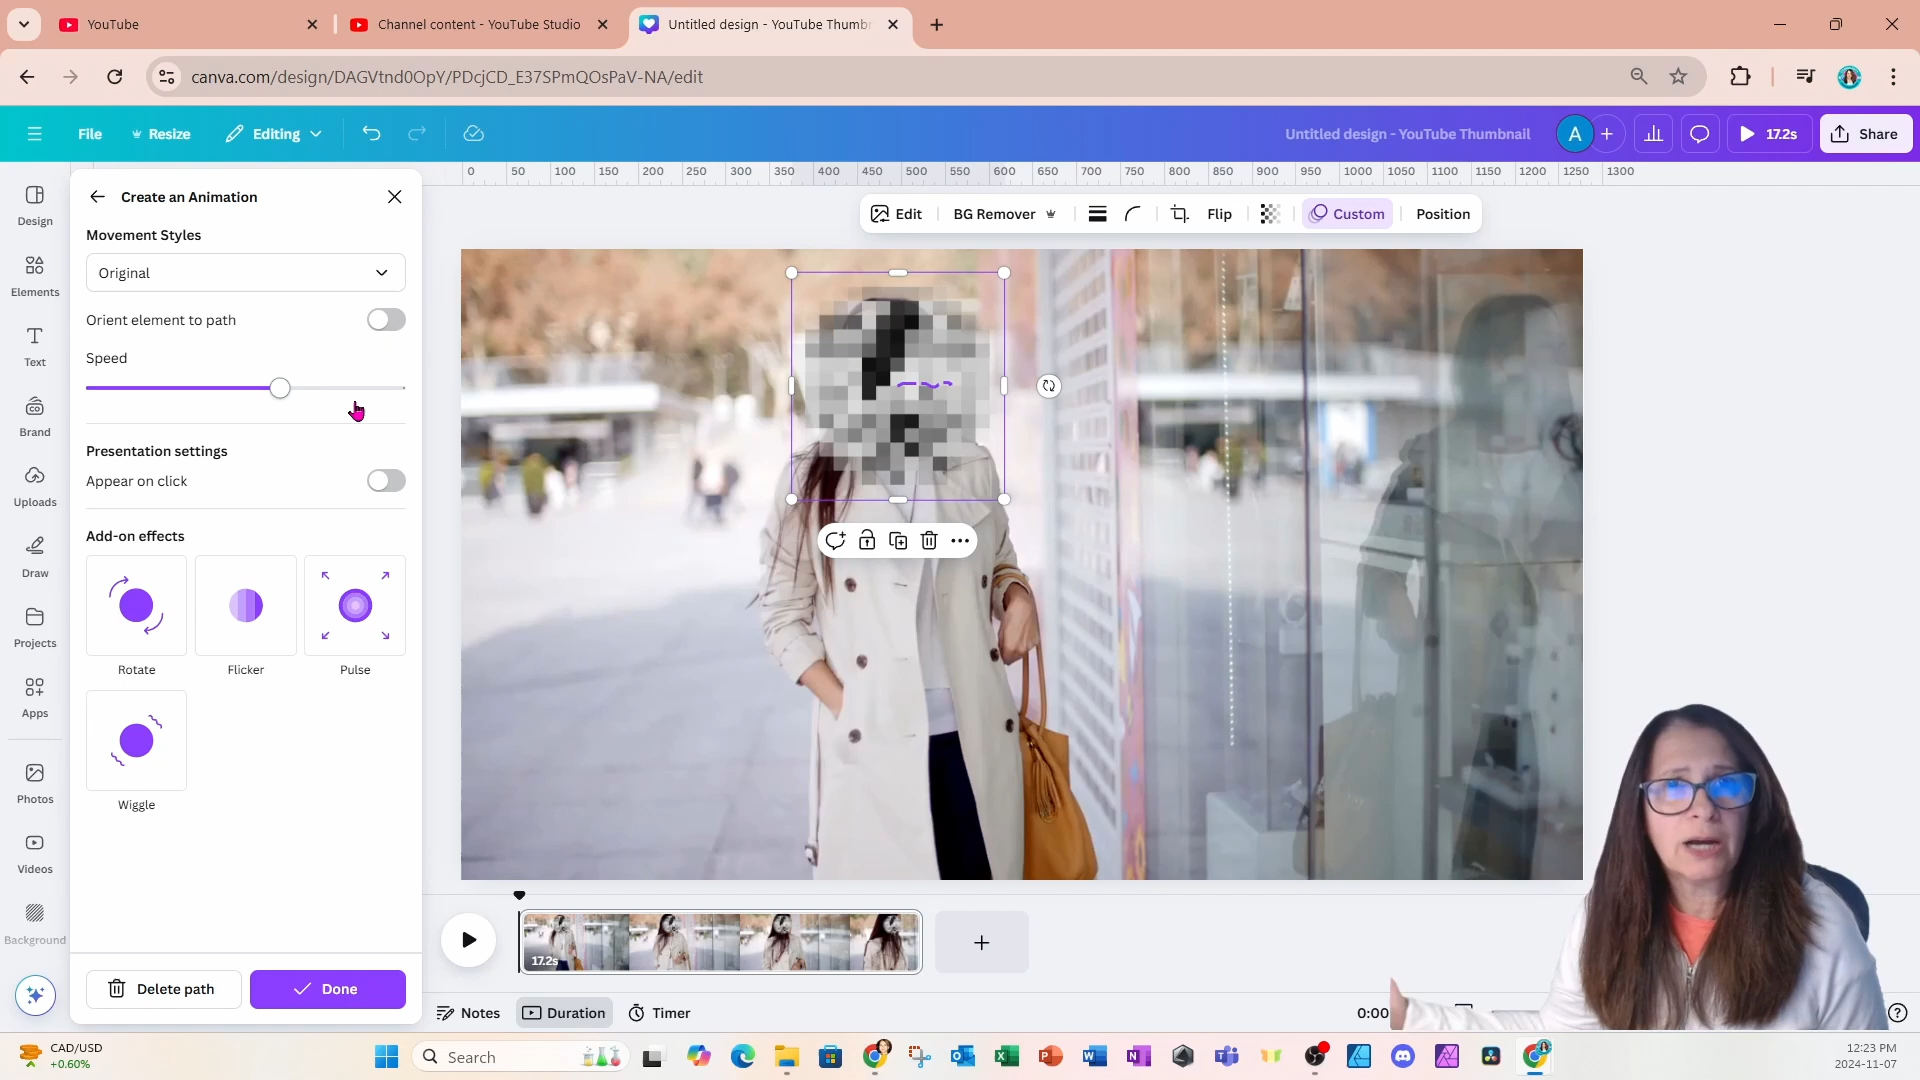 YouTube
Channel content - YouTube Studio
Untitled design - YouTube Thumbn
canva.com/design/DAGVtnd0OpY/PDcjCD_E37SPmQOsPaV-NA/edit
File
Resize
Editing
Untitled design - YouTube Thumbnail
A
17.2s
Share
0 50 100 150 200 250 300 350 400 450 500 550 600 650 700 750 800 850 900 950 1000 1050 1100 1150 1200 1250 1300
Design
Elements
Text
Brand
Uploads
Draw
Projects
Apps
Photos
Videos
Background
Create an Animation
Movement Styles
Original
Orient element to path
Speed
Presentation settings
Appear on click
Add-on effects
Rotate
Flicker
Pulse
Wiggle
Delete path
Done
Edit
BG Remover
Flip
Custom
Position
17.2s
Notes
Duration
Timer
0:00
CAD/USD
+0.60%
Search
12:23 PM
2024-11-07